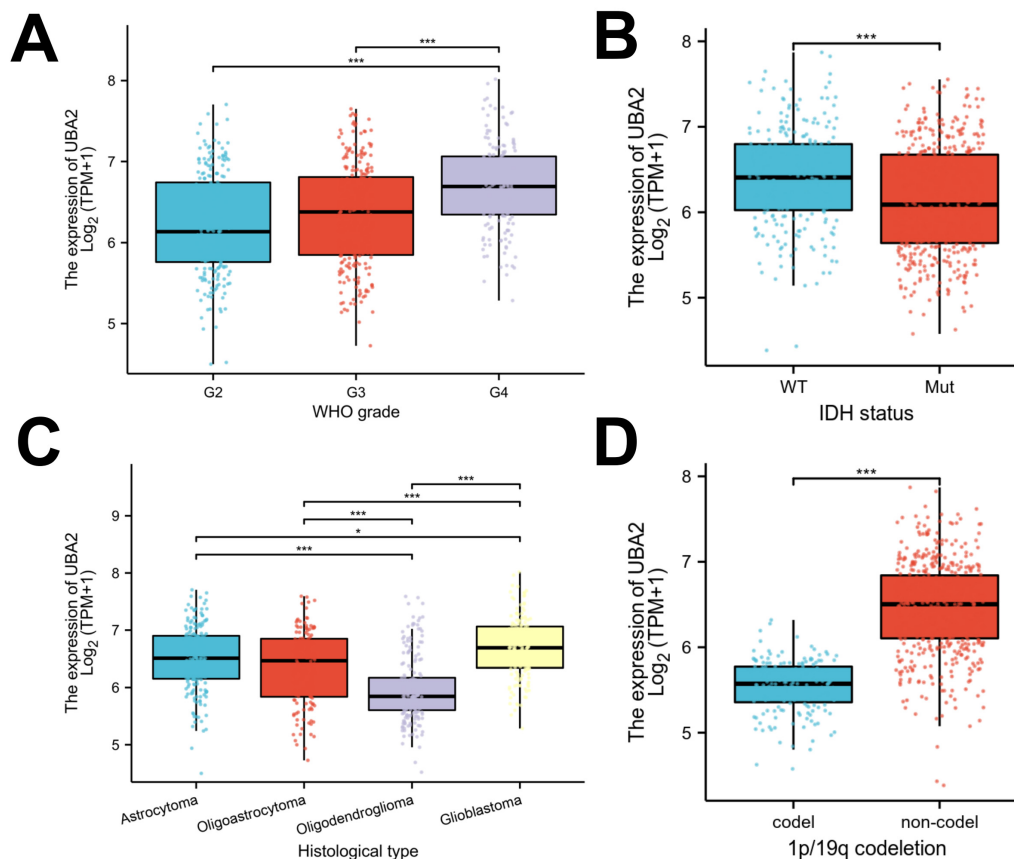 A
The expression of UBA2
Log2 (TPM+1)
8
7
6
5
***
***
G2
G3
G4
WHO grade
B
The expression of UBA2
Log2 (TPM+1)
8
7
6
5
***
WT
Mut
IDH status
C
The expression of UBA2
Log2 (TPM+1)
9
8
7
6
5
***
***
***
*
***
Astrocytoma
Oligoastrocytoma
Oligodendroglioma
Glioblastoma
Histological type
D
The expression of UBA2
Log2 (TPM+1)
8
7
6
5
***
codel
non-codel
1p/19q codeletion